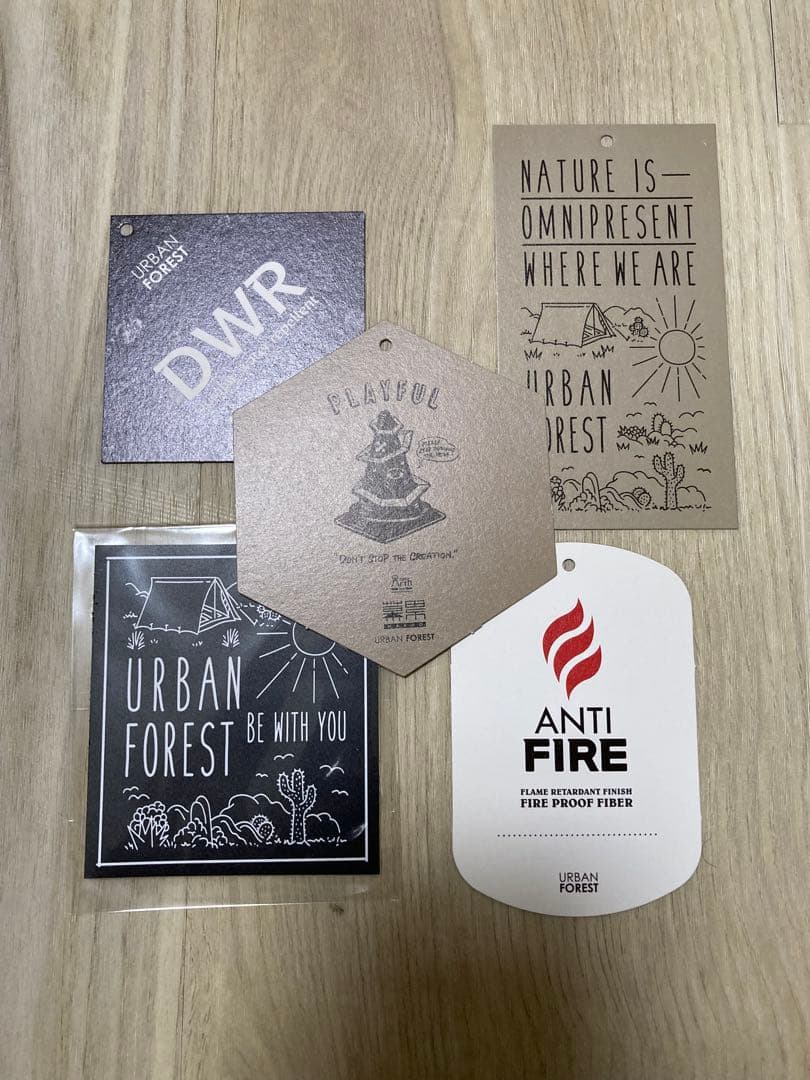 URBAN
FOREST
DWR
NATURE IS—
OMNIPRESENT
WHERE WE ARE
URBAN
FOREST
PLAYFUL
"DON'T STOP THE CREATION."
URBAN FOREST
URBAN
FOREST
BE WITH YOU
ANTI
FIRE
FLAME RETARDANT FINISH
FIRE PROOF FIBER
URBAN
FOREST